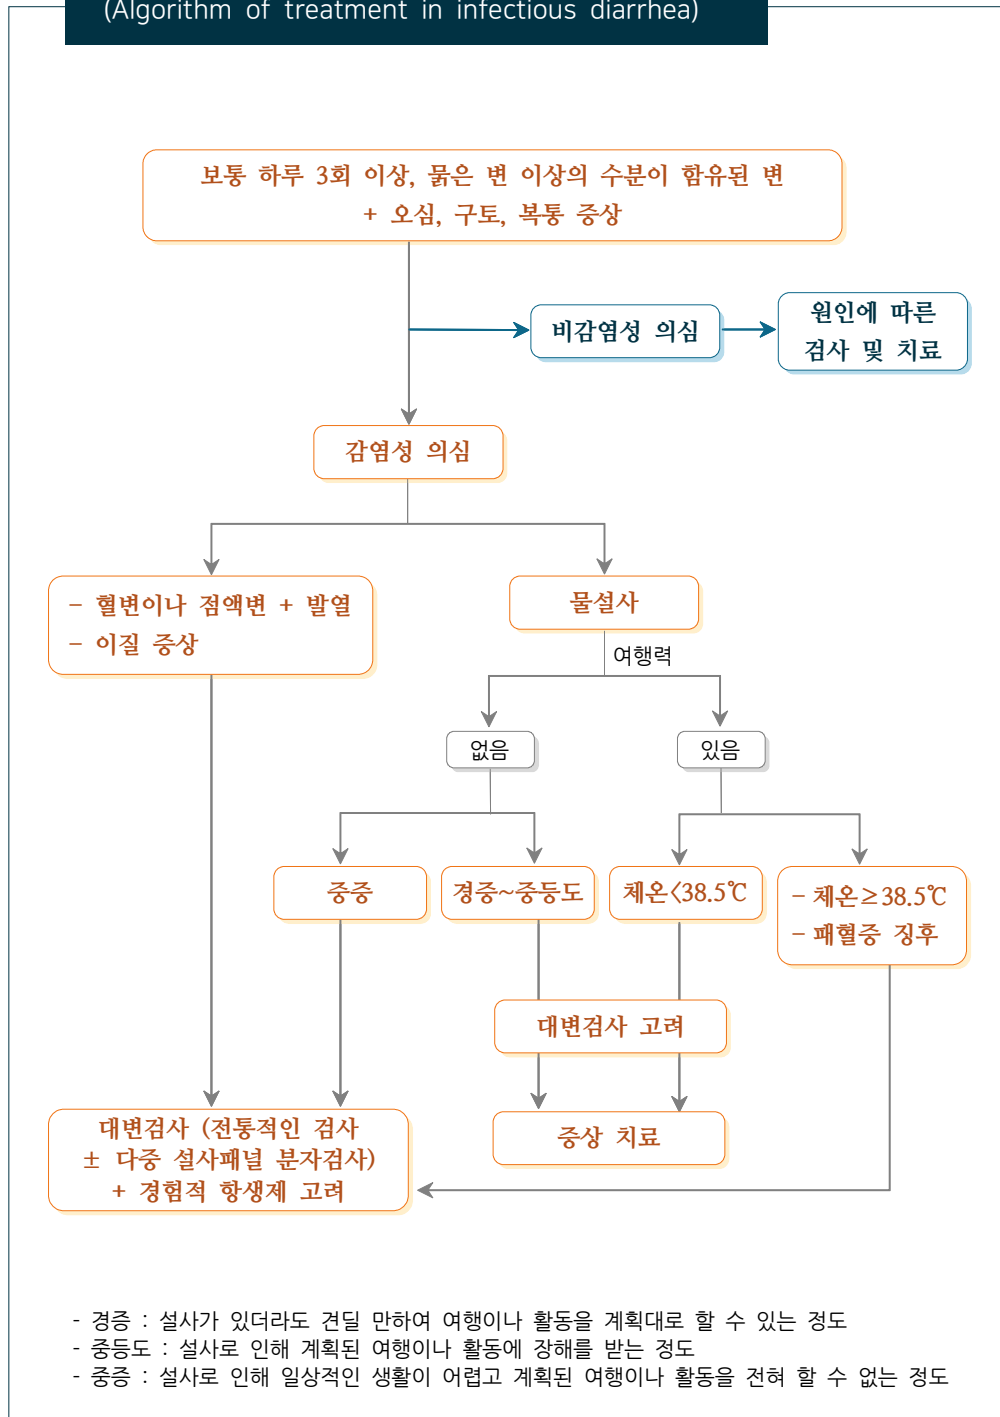 (Algorithm of treatment in infectious diarrhea)
보통 하루 3회 이상, 묽은 변 이상의 수분이 함유된 변
+ 오심, 구토, 복통 증상
비감염성 의심
원인에 따른
검사 및 치료
감염성 의심
- 혈변이나 점액변 + 발열
- 이질 증상
물설사
여행력
없음
있음
중증
경증~중등도
체온<38.5℃
- 체온≥38.5℃
- 패혈증 징후
대변검사 고려
대변검사 (전통적인 검사
± 다중 설사패널 분자검사)
+ 경험적 항생제 고려
증상 치료
- 경증 : 설사가 있더라도 견딜 만하여 여행이나 활동을 계획대로 할 수 있는 정도
- 중등도 : 설사로 인해 계획된 여행이나 활동에 장해를 받는 정도
- 중증 : 설사로 인해 일상적인 생활이 어렵고 계획된 여행이나 활동을 전혀 할 수 없는 정도